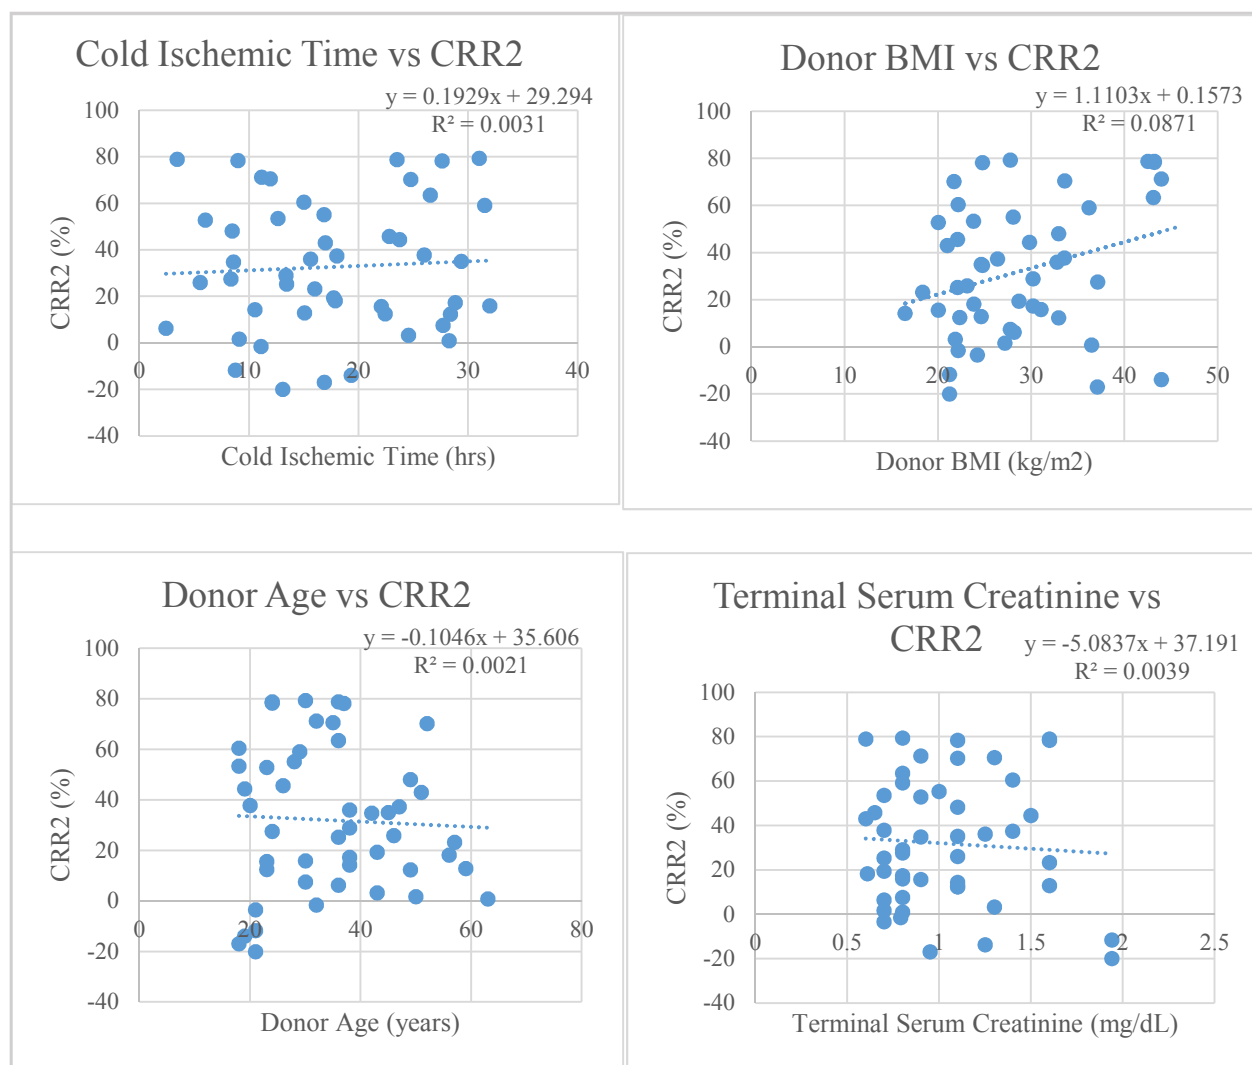 Cold Ischemic Time vs CRR2
y = 0.1929x + 29.294
R² = 0.0031
100
80
60
40
20
0
-20
-40
0
10
20
30
40
CRR2 (%)
Cold Ischemic Time (hrs)
Donor BMI vs CRR2
y = 1.1103x + 0.1573
R² = 0.0871
100
80
60
40
20
0
-20
-40
0
10
20
30
40
50
CRR2 (%)
Donor BMI (kg/m2)
Donor Age vs CRR2
y = -0.1046x + 35.606
R² = 0.0021
100
80
60
40
20
0
-20
-40
0
20
40
60
80
CRR2 (%)
Donor Age (years)
Terminal Serum Creatinine vs
CRR2
y = -5.0837x + 37.191
R² = 0.0039
100
80
60
40
20
0
-20
-40
0
0.5
1
1.5
2
2.5
CRR2 (%)
Terminal Serum Creatinine (mg/dL)